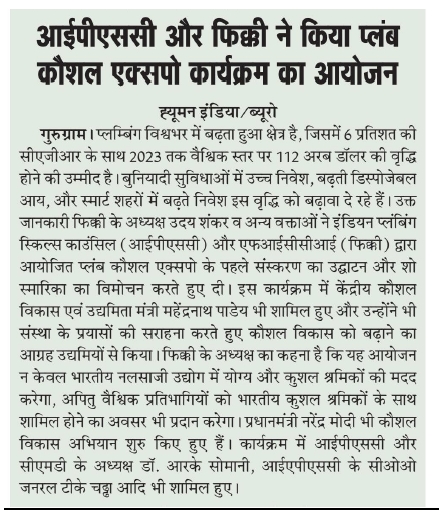 आईपीएससी और फिक्की ने किया प्लंब
कौशल एक्सपो कार्यक्रम का आयोजन
ह्यूमन इंडिया/ब्यूरो
गुरुग्राम। प्लम्बिंग विश्वभर में बढ़ता हुआ क्षेत्र है, जिसमें 6 प्रतिशत की
सीएजीआर के साथ 2023 तक वैश्विक स्तर पर 112 अरब डॉलर की वृद्धि
होने की उम्मीद है। बुनियादी सुविधाओं में उच्च निवेश, बढ़ती डिस्पोजेबल
आय, और स्मार्ट शहरों में बढ़ते निवेश इस वृद्धि को बढ़ावा दे रहे हैं। उक्त
जानकारी फिक्की के अध्यक्ष उदय शंकर व अन्य वक्ताओं ने इण्डियन प्लंबिंग
स्किल्स काउंसिल (आईपीएससी) और एफआईसीसीआई (फिक्की) द्वारा
आयोजित प्लंब कौशल एक्सपो के पहले संस्करण का उद्घाटन और शो
स्मारिका का विमोचन करते हुए दी। इस कार्यक्रम में केंद्रीय कौशल
विकास एवं उद्यमिता मंत्री महेंद्रनाथ पाडेय भी शामिल हुए और उन्होंने भी
संस्था के प्रयासों की सराहना करते हुए कौशल विकास को बढ़ाने का
आग्रह उद्यमियों से किया। फिक्की के अध्यक्ष का कहना है कि यह आयोजन
न केवल भारतीय नलसाजी उद्योग में योग्य और कुशल श्रमिकों की मदद
करेगा, अपितु वैश्विक प्रतिभागियों को भारतीय कुशल श्रमिकों के साथ
शामिल होने का अवसर भी प्रदान करेगा। प्रधानमंत्री नरेंद्र मोदी भी कौशल
विकास अभियान शुरु किए हुए हैं। कार्यक्रम में आईपीएससी और
सीएमडी के अध्यक्ष डॉ. आरके सोमानी, आईएपीएससी के सीओओ
जनरल टीके चड्ढा आदि भी शामिल हुए।